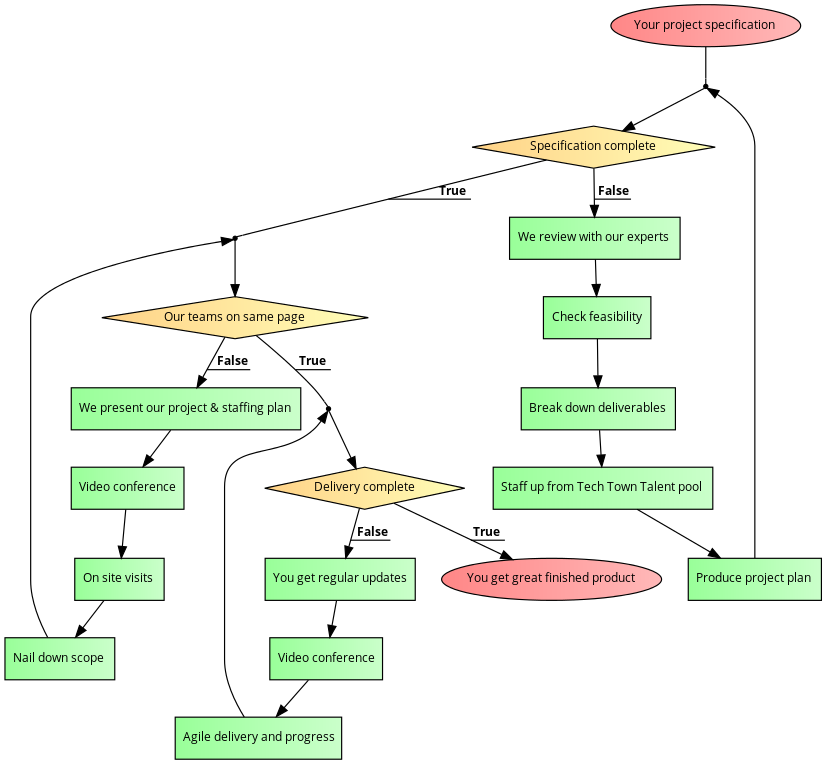 Your project specification
Specification complete
True
False
We review with our experts
Our teams on same page
Check feasibility
False
True
We present our project & staffing plan
Break down deliverables
Video conference
Delivery complete
Staff up from Tech Town Talent pool
False
True
On site visits
You get regular updates
You get great finished product
Produce project plan
Nail down scope
Video conference
Agile delivery and progress